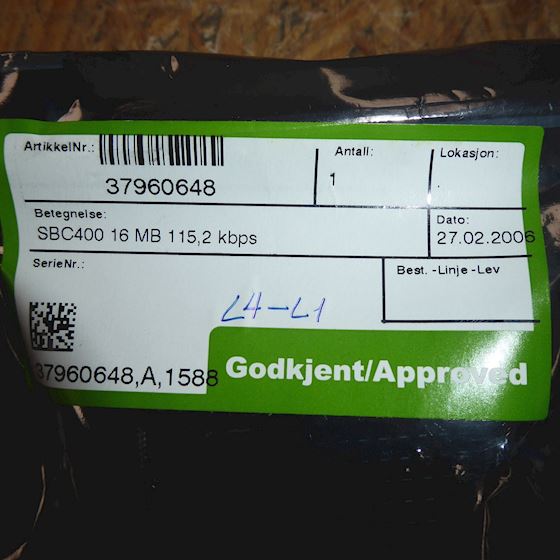 ArtikkelNr.:
Antall:
Lokasjon:
37960648
1
.
Betegnelse:
Dato:
SBC400 16 MB 115,2 kbps
27.02.2006
SerieNr.:
Best. -Linje -Lev
L4-L1
37960648,A,1588
Godkjent/Approved